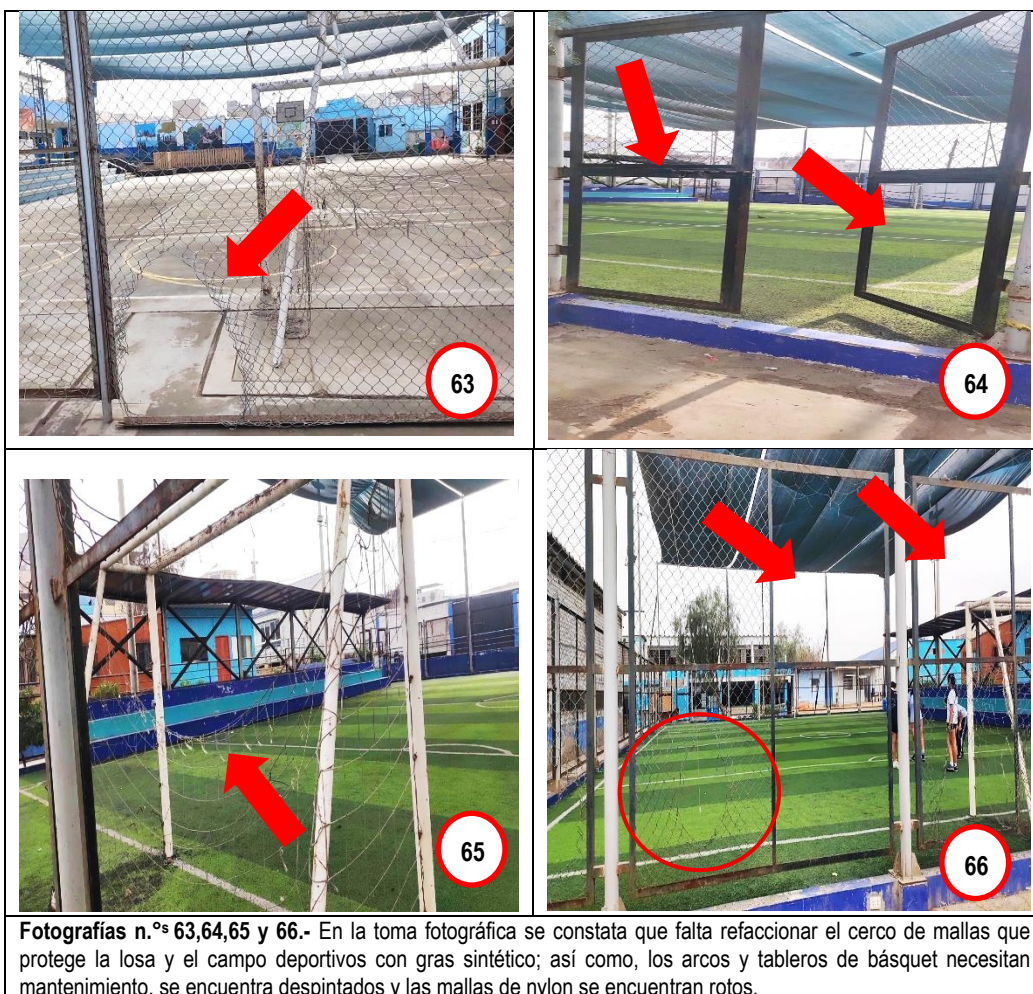 63
64
65
66
Fotografías n.°ˢ 63,64,65 y 66.- En la toma fotográfica se constata que falta refaccionar el cerco de mallas que
protege la losa y el campo deportivos con gras sintético; así como, los arcos y tableros de básquet necesitan
mantenimiento, se encuentra despintados y las mallas de nylon se encuentran rotos.